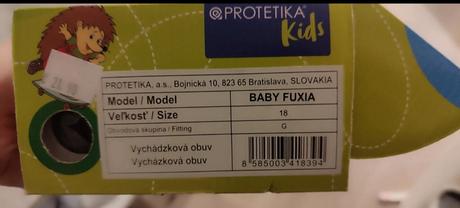 PROTETIKA®
Kids
PROTETIKA, a.s., Bojnická 10, 823 65 Bratislava, SLOVAKIA
Model / Model BABY FUXIA
Veľkosť / Size 18
Obvodová skupina / Fitting G
Vychádzková obuv
Vycházková obuv
8 585003 418394